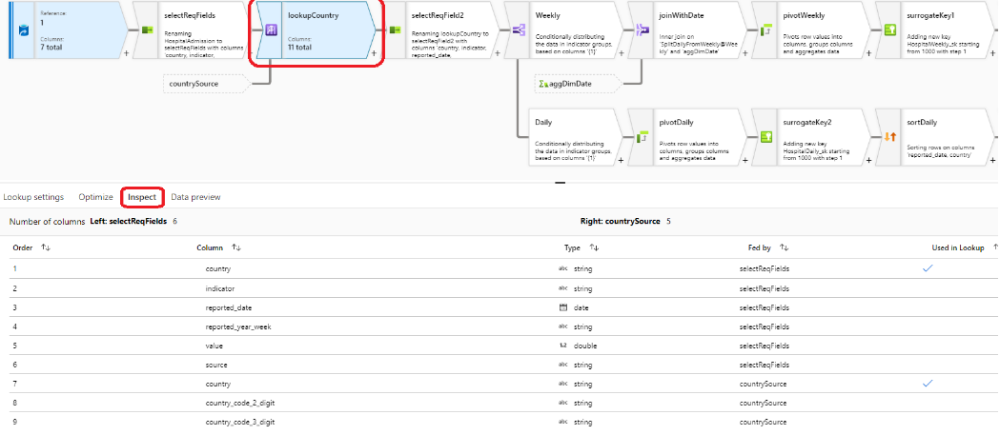 Reference:
1
Columns:
7 total
+
selectReqFields
Renaming
HospitalAdmission to
selectReqFields with columns
'country, indicator,
lookupCountry
Columns:
11 total
+
selectReqField2
Renaming lookupCountry to
selectReqField2 with
columns 'country, indicator,
reported_date,
+
Weekly
Conditionally distributing
the data in indicator groups,
based on columns '{1}'
+
joinWithDate
Inner join on
'SplitDailyFromWeekly@Wee
kly' and 'aggDimDate'
+
pivotWeekly
Pivots row values into
columns, groups columns
and aggregates data
+
surrogateKey1
Adding new key
HospitalWeekly_sk starting
from 1000 with step 1
+
countrySource
Σ aggDimDate
Daily
Conditionally distributing
the data in indicator groups,
based on columns '{1}'
+
pivotDaily
Pivots row values into
columns, groups columns
and aggregates data
+
surrogateKey2
Adding new key
HospitalDaily_sk starting
from 1000 with step 1
+
sortDaily
Sorting rows on columns
'reported_date, country'
+
Lookup settings Optimize Inspect Data preview
Number of columns Left: selectReqFields 6 Right: countrySource 5
Order Column Type Fed by Used in Lookup
1 country abc string selectReqFields
2 indicator abc string selectReqFields
3 reported_date date selectReqFields
4 reported_year_week abc string selectReqFields
5 value 1.2 double selectReqFields
6 source abc string selectReqFields
7 country abc string countrySource
8 country_code_2_digit abc string countrySource
9 country_code_3_digit abc string countrySource